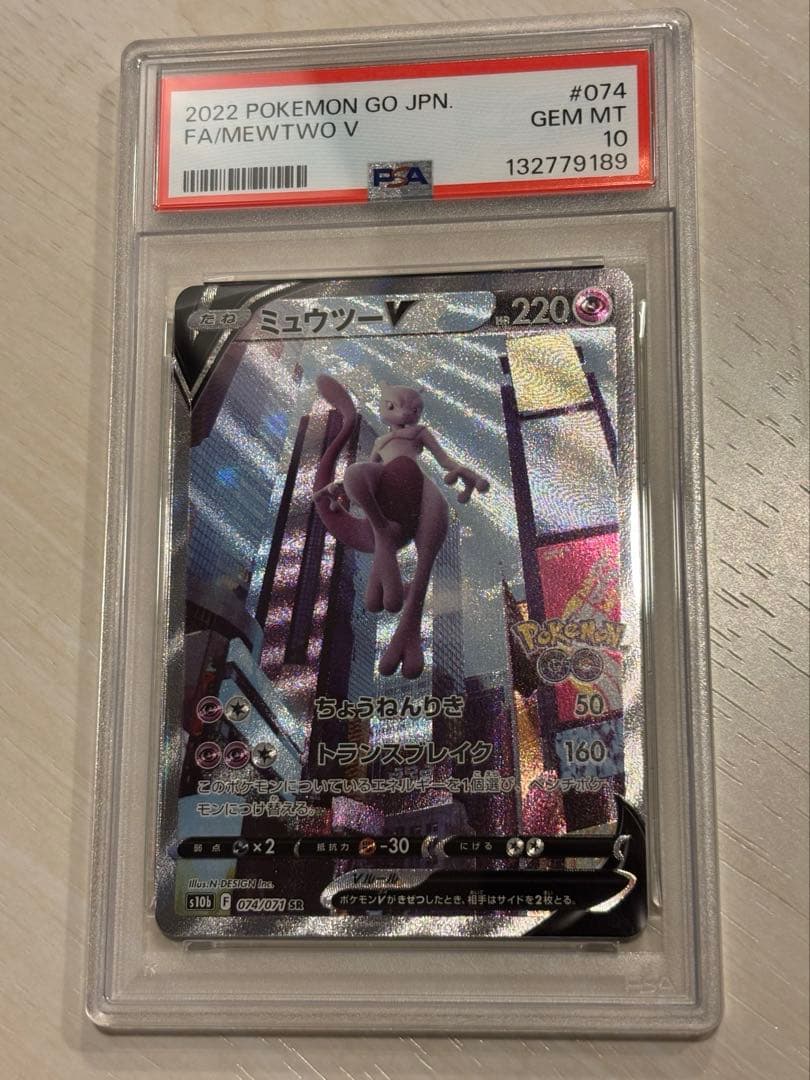 2022 POKEMON GO JPN. #074
FA/MEWTWO V GEM MT
10
PSA 132779189
たね ミュウツーV HP220
Pokémon
GO
ちょうねんりき 50
トランスブレイク 160
このポケモンについているエネルギーを1個選び、ベンチポケ
モンにつけ替える。
弱点 ×2 抵抗力 -30 にげる
Illus.N-DESIGN Inc.
Vルール
s10b F 074/071 SR
ポケモンVがきぜつしたとき、相手はサイドを2枚とる。
PSA